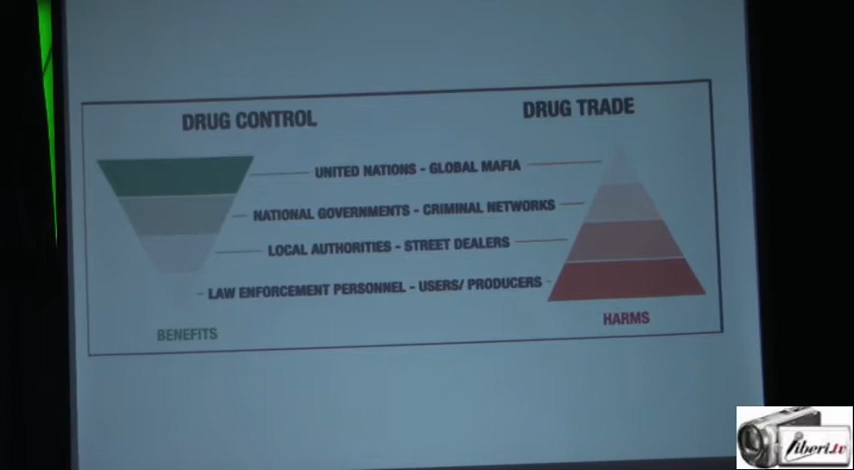 DRUG CONTROL
DRUG TRADE
UNITED NATIONS - GLOBAL MAFIA
NATIONAL GOVERNMENTS - CRIMINAL NETWORKS
LOCAL AUTHORITIES - STREET DEALERS
LAW ENFORCEMENT PERSONNEL - USERS/ PRODUCERS
BENEFITS
HARMS
liberi.tv